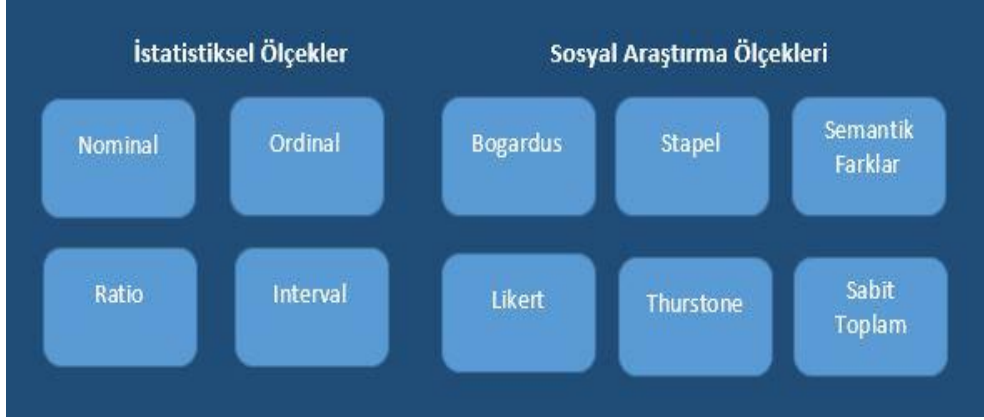 İstatistiksel Ölçekler
Nominal
Ordinal
Ratio
Interval
Sosyal Araştırma Ölçekleri
Bogardus
Stapel
Semantik
Farklar
Likert
Thurstone
Sabit
Toplam